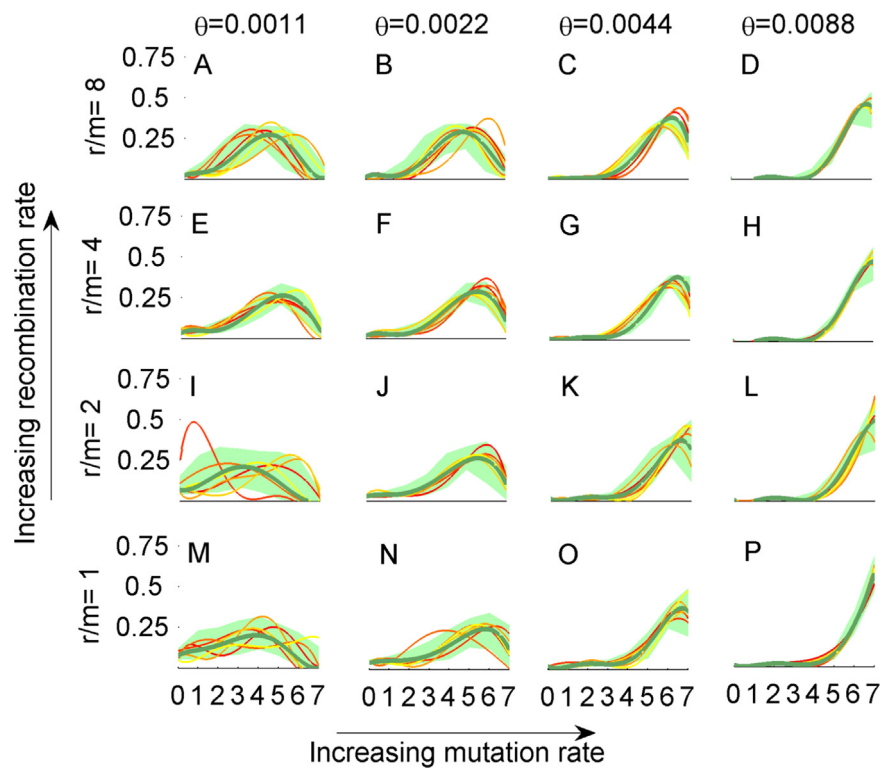 θ=0.0011 θ=0.0022 θ=0.0044 θ=0.0088
0.75
A B C D
0.5
0.25
r/m= 8
0.75
E F G H
0.5
0.25
r/m= 4
0.75
I J K L
0.5
0.25
r/m= 2
0.75
M N O P
0.5
0.25
r/m= 1
Increasing recombination rate
0 1 2 3 4 5 6 7 0 1 2 3 4 5 6 7 0 1 2 3 4 5 6 7 0 1 2 3 4 5 6 7
Increasing mutation rate